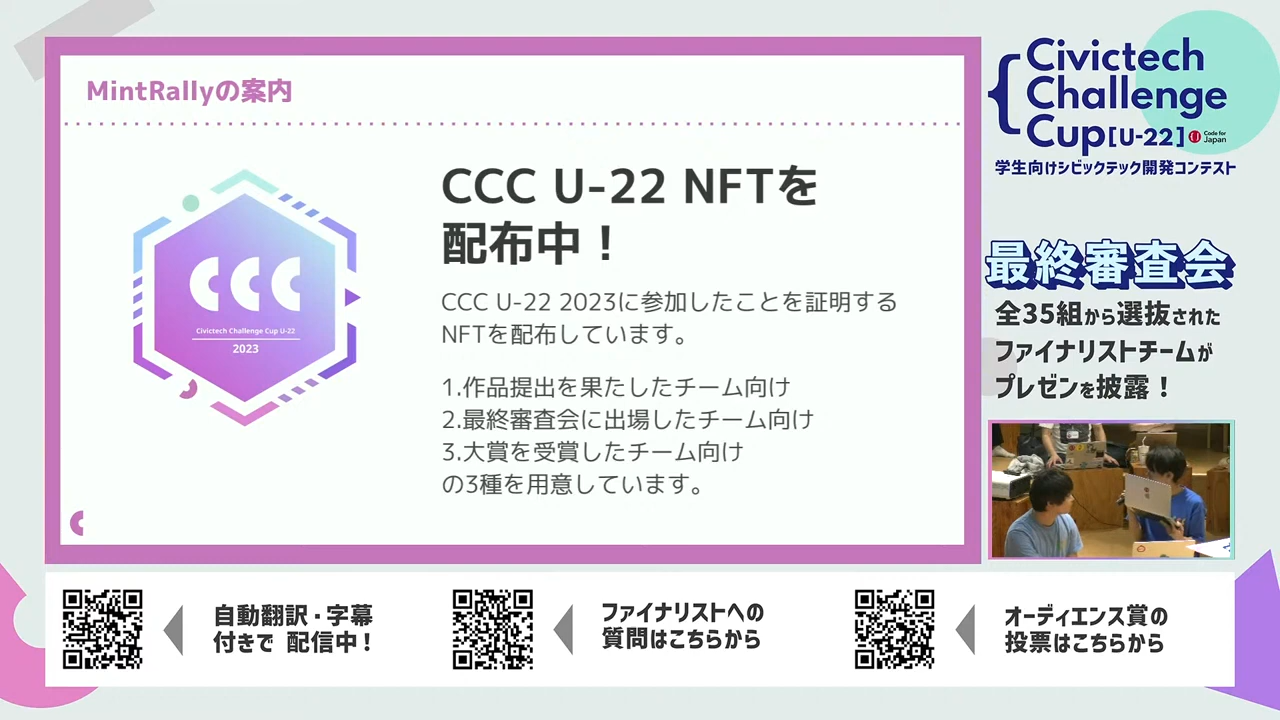 MintRallyの案内
CCC
Civictech Challenge Cup U-22
2023
CCC U-22 NFTを
配布中！
CCC U-22 2023に参加したことを証明する
NFTを配布しています。
1.作品提出を果たしたチーム向け
2.最終審査会に出場したチーム向け
3.大賞を受賞したチーム向け
の3種を用意しています。
Civictech
Challenge
Cup[U-22]
Code for
Japan
学生向けシビックテック開発コンテスト
最終審査会
全35組から選抜された
ファイナリストチームが
プレゼンを披露！
自動翻訳・字幕
付きで 配信中！
ファイナリストへの
質問はこちらから
オーディエンス賞の
投票はこちらから